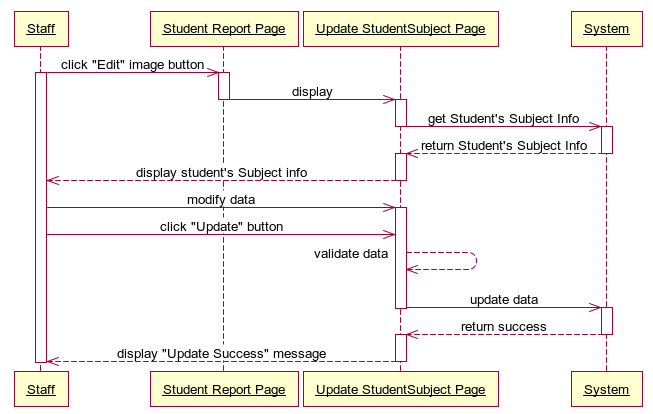 Staff
Student Report Page
Update StudentSubject Page
System
click "Edit" image button
display
get Student's Subject Info
return Student's Subject Info
display student's Subject info
modify data
click "Update" button
validate data
update data
return success
display "Update Success" message
Staff
Student Report Page
Update StudentSubject Page
System